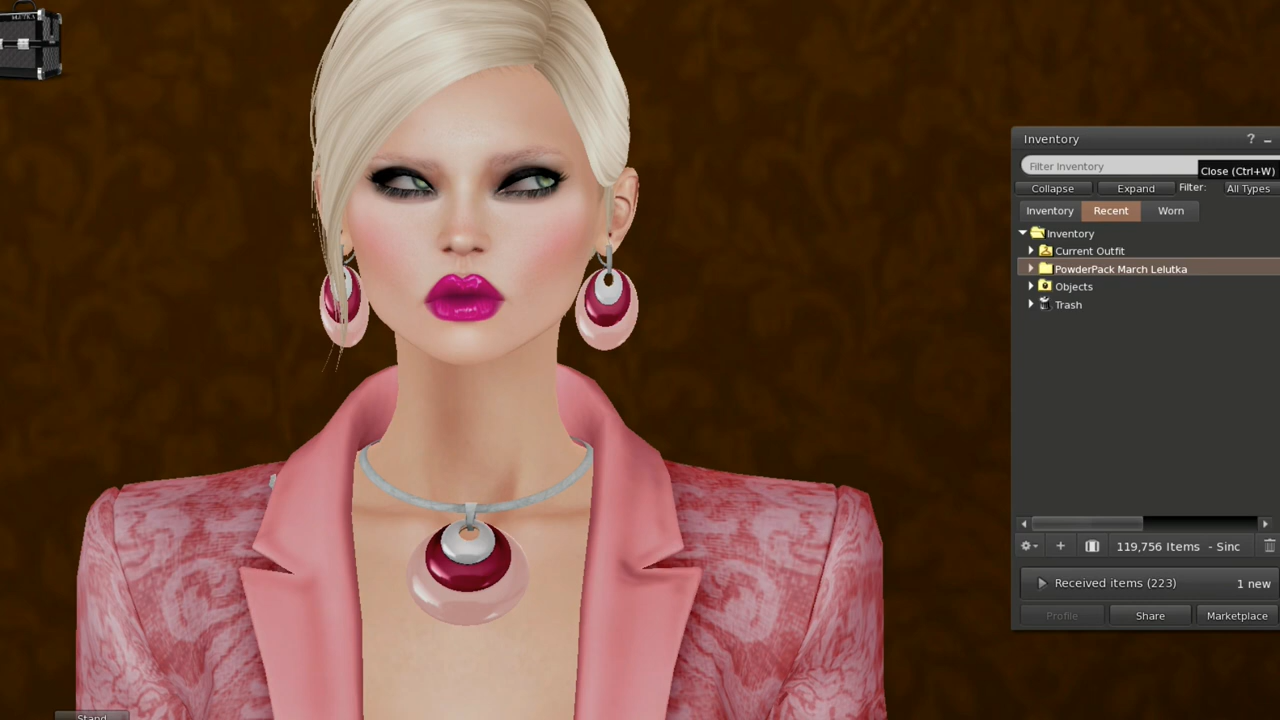 Inventory ?
Filter Inventory
Close (Ctrl+W)
Collapse Expand Filter: All Types
Inventory Recent Worn
Inventory
Current Outfit
PowderPack March Lelutka
Objects
Trash
119,756 Items - Sinc
Received items (223) 1 new
Profile Share Marketplace
Stand